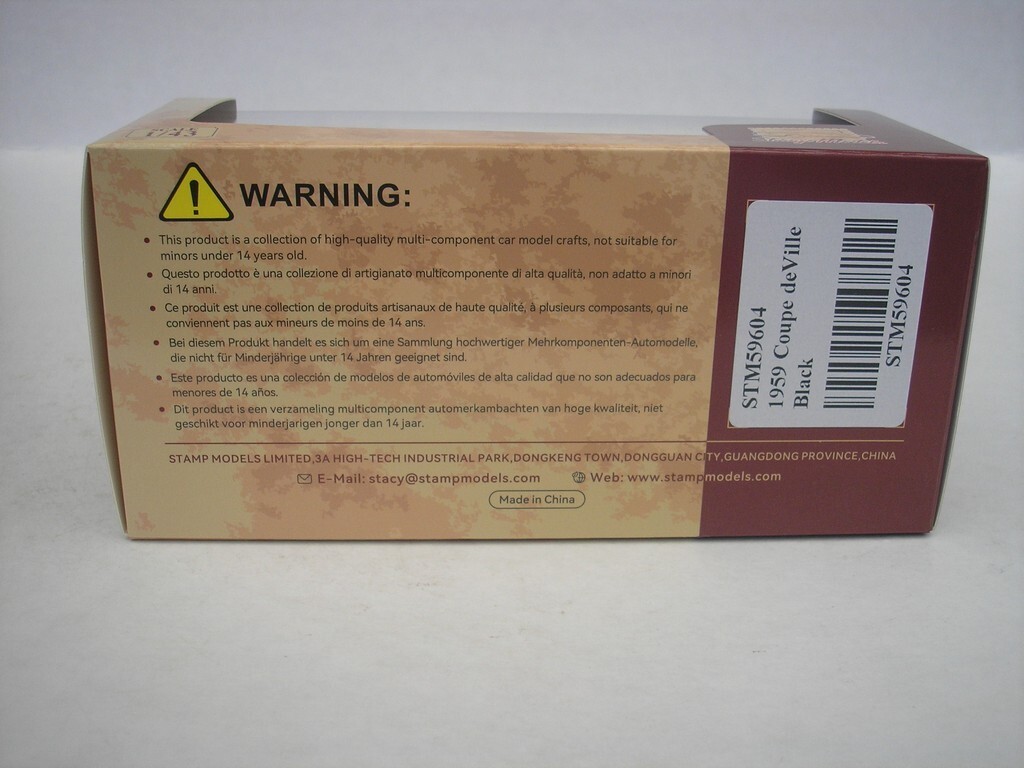 1/43
WARNING:
• This product is a collection of high-quality multi-component car model crafts, not suitable for
minors under 14 years old.
• Questo prodotto è una collezione di artigianato multicomponente di alta qualità, non adatto a minori
di 14 anni.
• Ce produit est une collection de produits artisanaux de haute qualité, à plusieurs composants, qui ne
conviennent pas aux mineurs de moins de 14 ans.
• Bei diesem Produkt handelt es sich um eine Sammlung hochwertiger Mehrkomponenten-Automodelle,
die nicht für Minderjährige unter 14 Jahren geeignet sind.
• Este producto es una colección de modelos de automóviles de alta calidad que no son adecuados para
menores de 14 años.
• Dit product is een verzameling multicomponent automerkambachten van hoge kwaliteit, niet
geschikt voor minderjarigen jonger dan 14 jaar.
STAMP MODELS LIMITED,3A HIGH-TECH INDUSTRIAL PARK,DONGKENG TOWN,DONGGUAN CITY,GUANGDONG PROVINCE,CHINA
E-Mail: stacy@stampmodels.com Web: www.stampmodels.com
Made in China
STM59604
1959 Coupe deVille
Black
STM59604